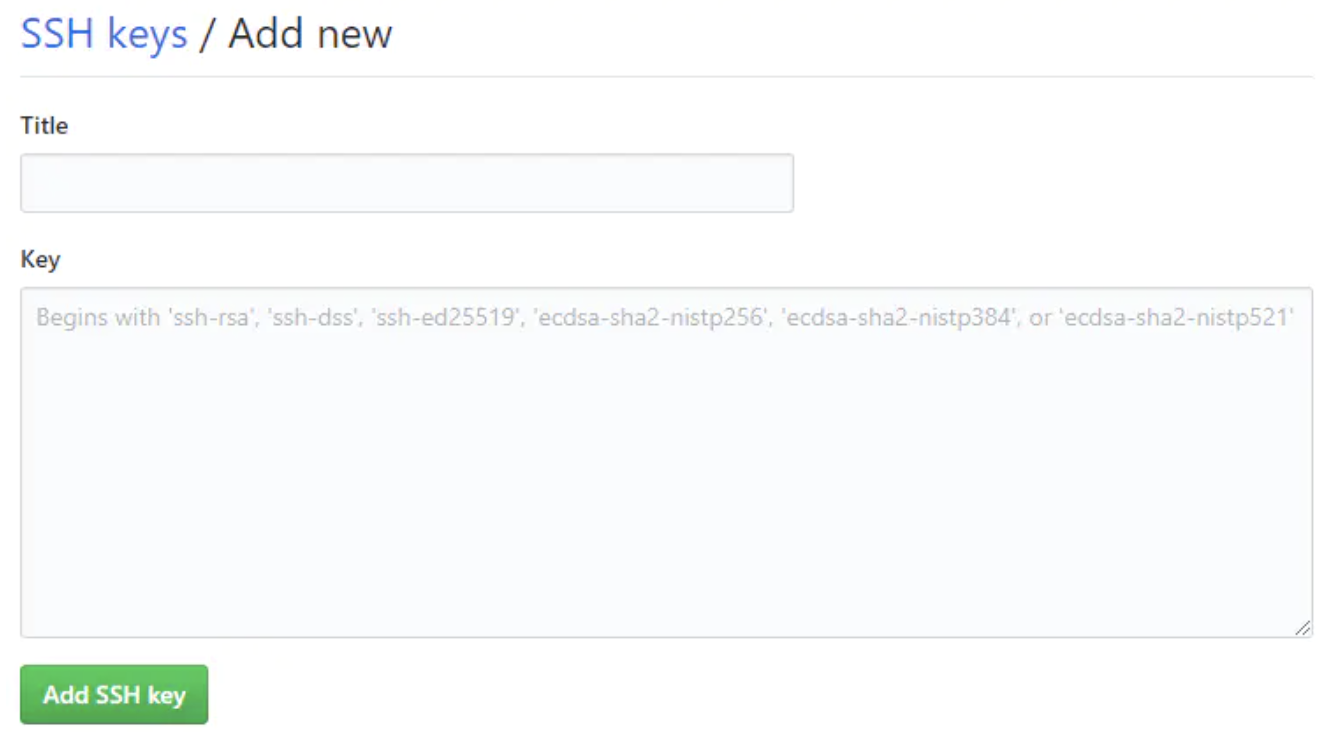 SSH keys / Add new
Title
Key
Begins with 'ssh-rsa', 'ssh-dss', 'ssh-ed25519', 'ecdsa-sha2-nistp256', 'ecdsa-sha2-nistp384', or 'ecdsa-sha2-nistp521'
Add SSH key